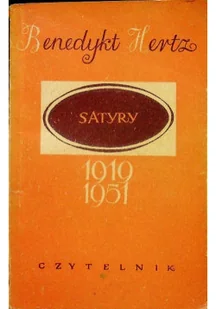 Benedykt Hertz
SATYRY
1919
1951
CZYTELNIK